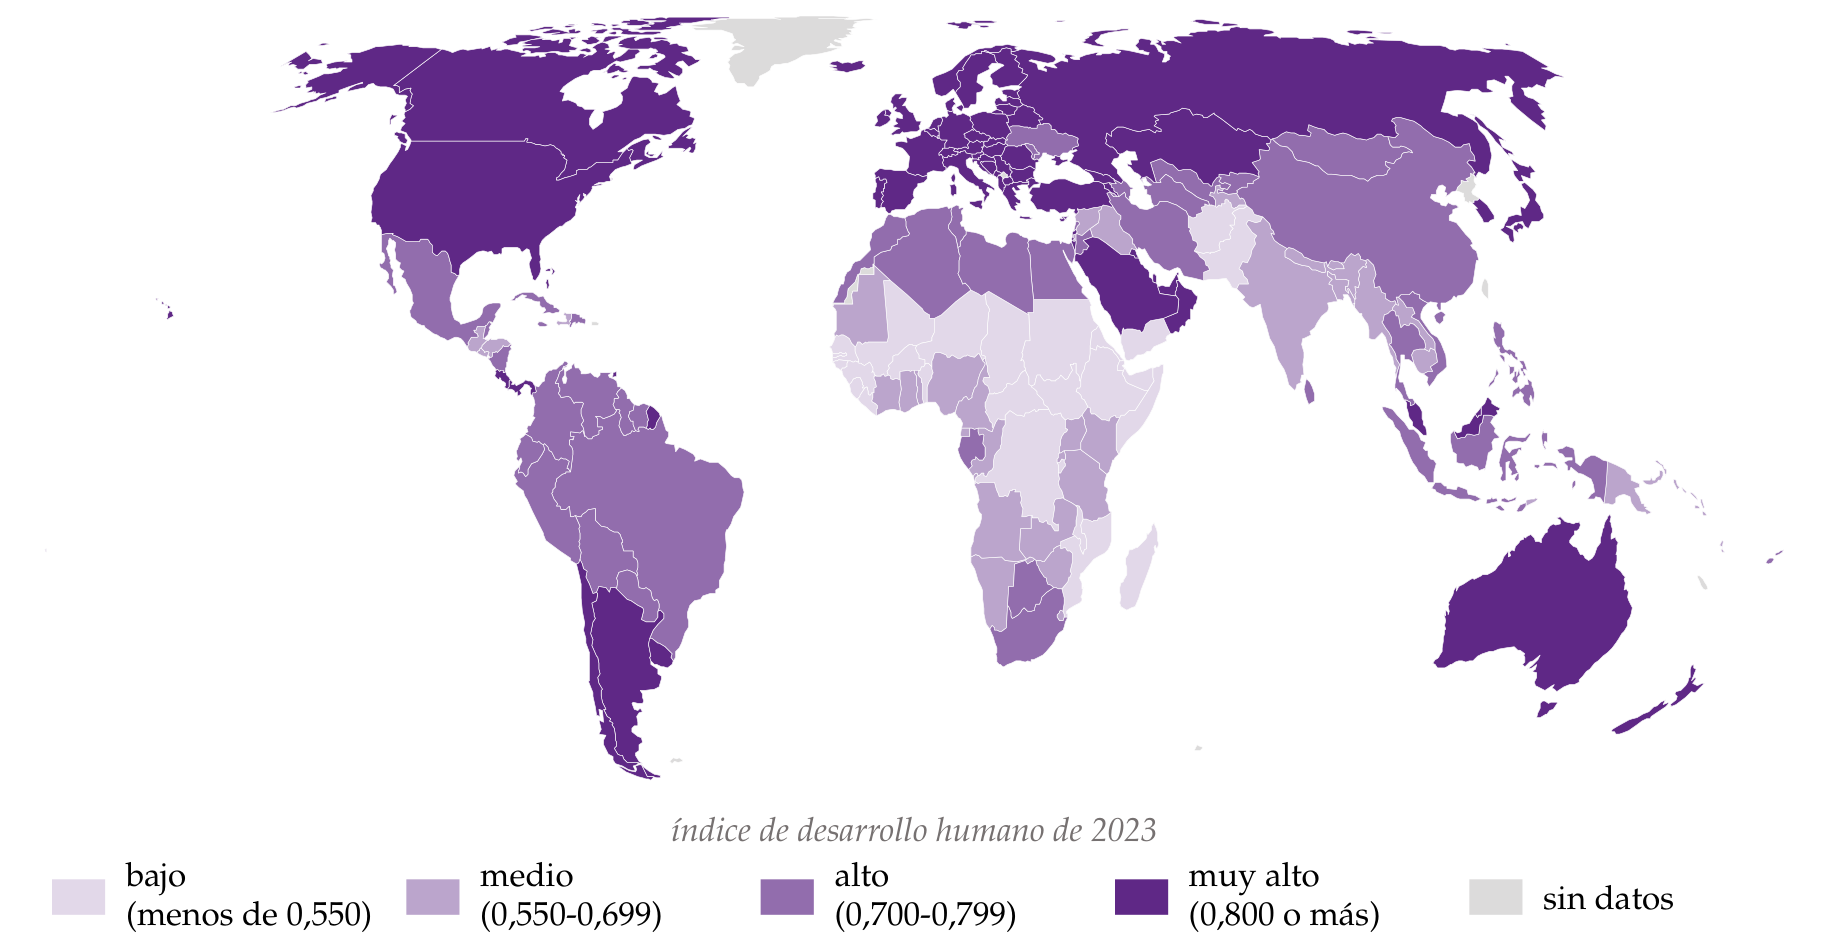 índice de desarrollo humano de 2023
bajo
(menos de 0,550)
medio
(0,550-0,699)
alto
(0,700-0,799)
muy alto
(0,800 o más)
sin datos